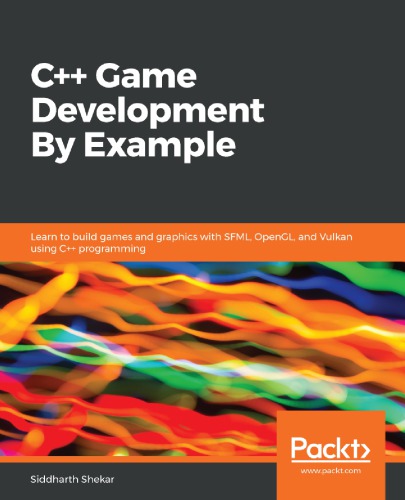 C++ Game
Development
By Example
Learn to build games and graphics with SFML, OpenGL, and Vulkan
using C++ programming
Packt>
www.packt.com
Siddharth Shekar